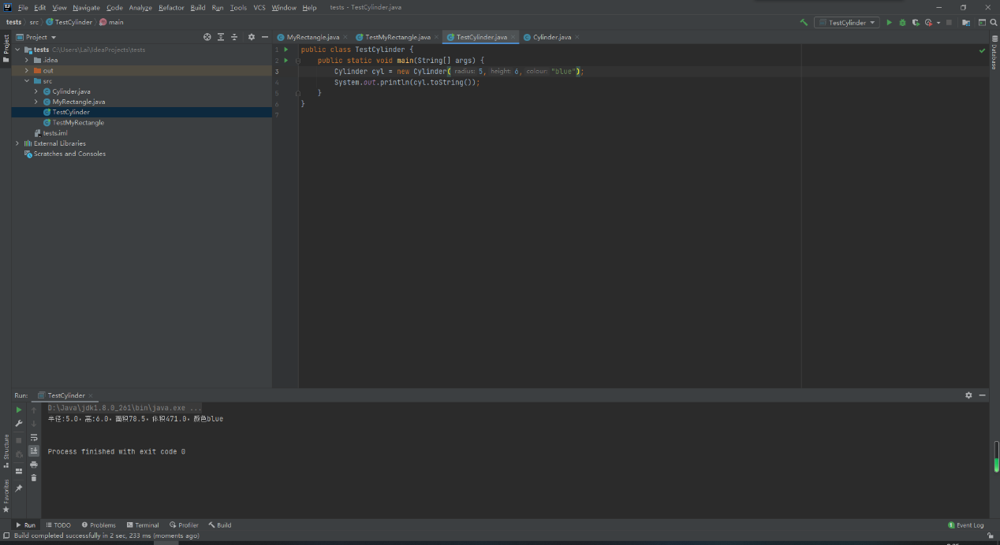 File Edit View Navigate Code Analyze Refactor Build Run Tools VCS Window Help tests - TestCylinder.java
tests src TestCylinder main TestCylinder
Project MyRectangle.java TestMyRectangle.java TestCylinder.java Cylinder.java
tests C:\Users\Lai\IdeaProjects\tests
.idea
out
src
Cylinder.java
MyRectangle.java
TestCylinder
TestMyRectangle
tests.iml
External Libraries
Scratches and Consoles
1 public class TestCylinder {
2 public static void main(String[] args) {
3 Cylinder cyl = new Cylinder( radius: 5, height: 6, colour: "blue");
4 System.out.println(cyl.toString());
5 }
6 }
7
Project
Database
Structure
Favorites
Run: TestCylinder
D:\Java\jdk1.8.0_261\bin\java.exe ...
半径:5.0，高:6.0，面积78.5，体积471.0，颜色blue
Process finished with exit code 0
Run TODO Problems Terminal Profiler Build 1 Event Log
Build completed successfully in 2 sec, 233 ms (moments ago)